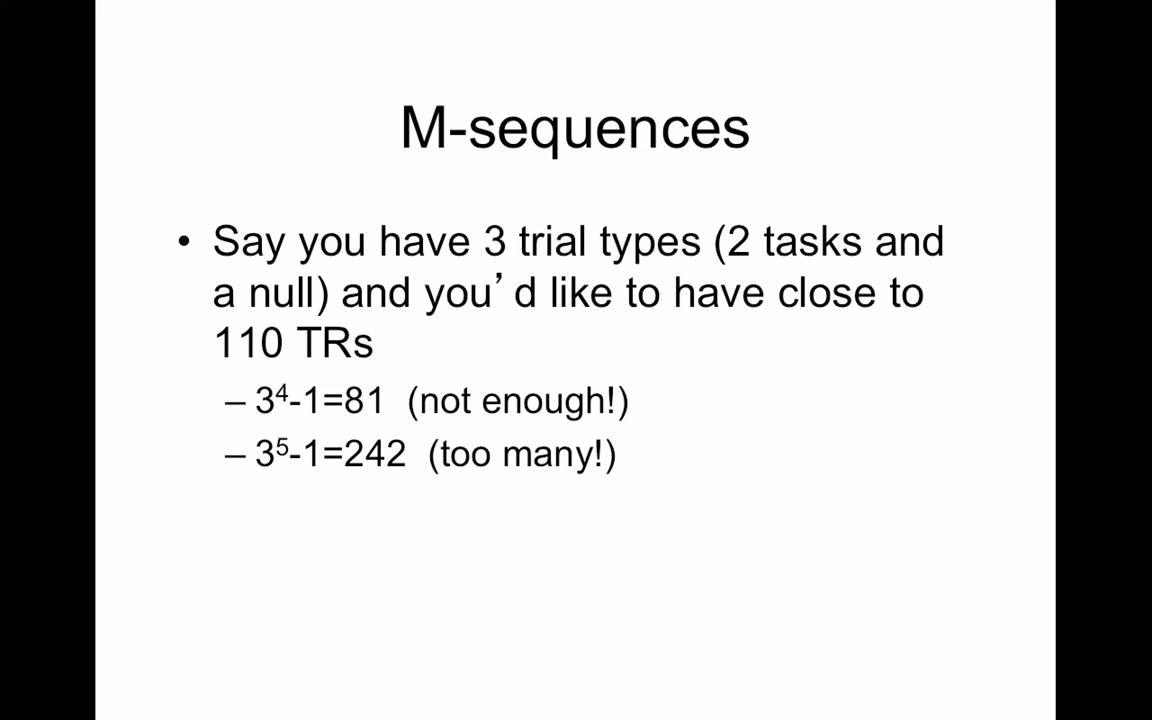 M-sequences
• Say you have 3 trial types (2 tasks and
a null) and you’d like to have close to
110 TRs
– 3⁴-1=81 (not enough!)
– 3⁵-1=242 (too many!)